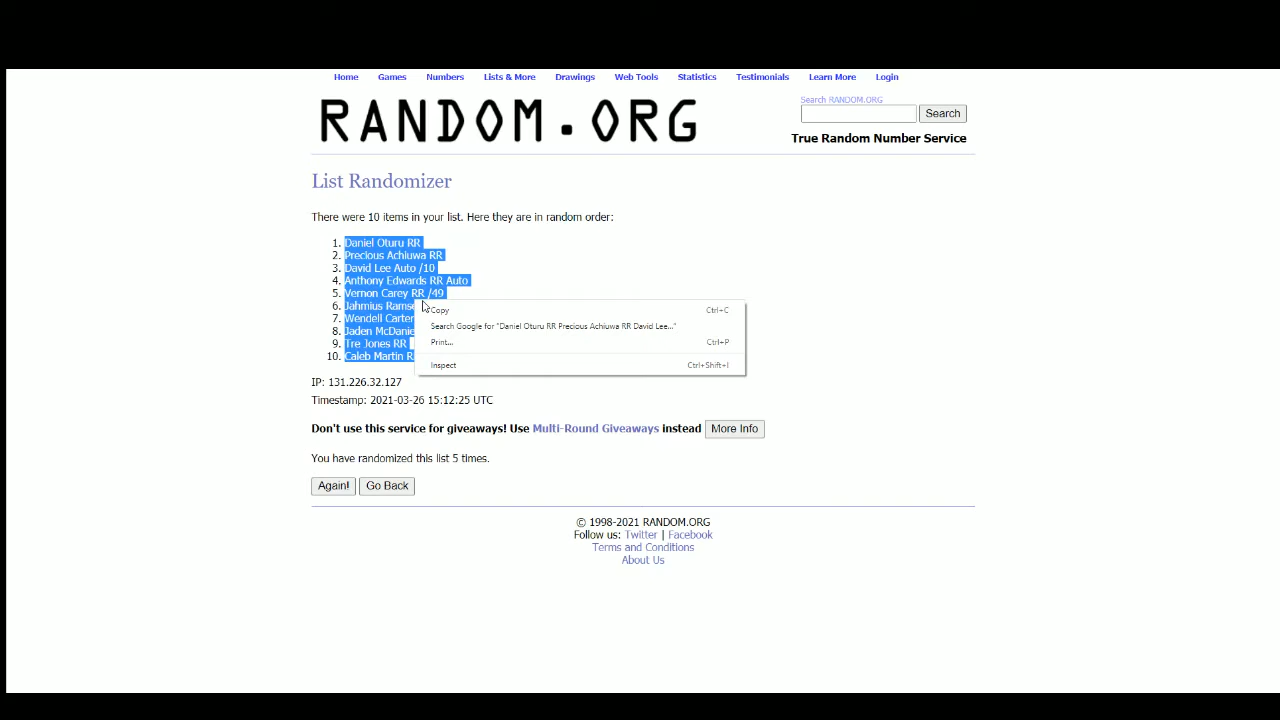 Home Games Numbers Lists & More Drawings Web Tools Statistics Testimonials Learn More Login
RANDOM.ORG
Search RANDOM.ORG
Search
True Random Number Service
List Randomizer
There were 10 items in your list. Here they are in random order:
1. Daniel Oturu RR
2. Precious Achiuwa RR
3. David Lee Auto /10
4. Anthony Edwards RR Auto
5. Vernon Carey RR /49
6. Jahmius Ramse
7. Wendell Carter
8. Jaden McDanie
9. Tre Jones RR
10. Caleb Martin R
Copy Ctrl+C
Search Google for "Daniel Oturu RR Precious Achiuwa RR David Lee..."
Print... Ctrl+P
Inspect Ctrl+Shift+I
IP: 131.226.32.127
Timestamp: 2021-03-26 15:12:25 UTC
Don't use this service for giveaways! Use Multi-Round Giveaways instead More Info
You have randomized this list 5 times.
Again! Go Back
© 1998-2021 RANDOM.ORG
Follow us: Twitter | Facebook
Terms and Conditions
About Us